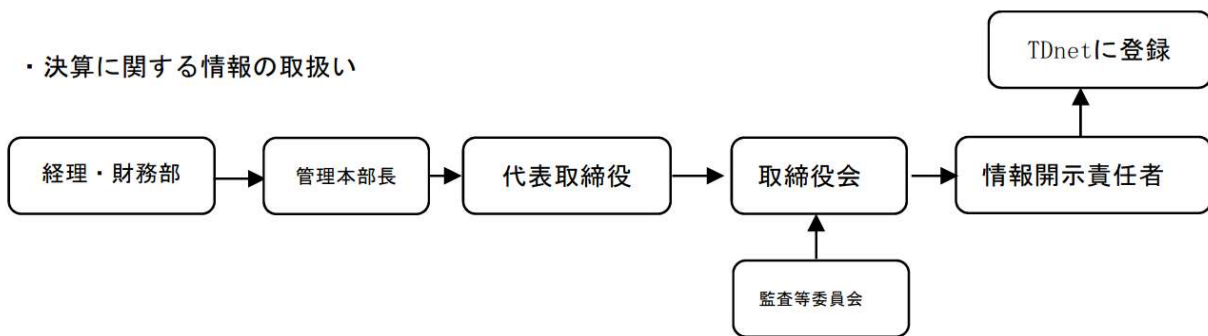 ・決算に関する情報の取扱い
TDnetに登録
経理・財務部
管理本部長
代表取締役
取締役会
情報開示責任者
監査等委員会